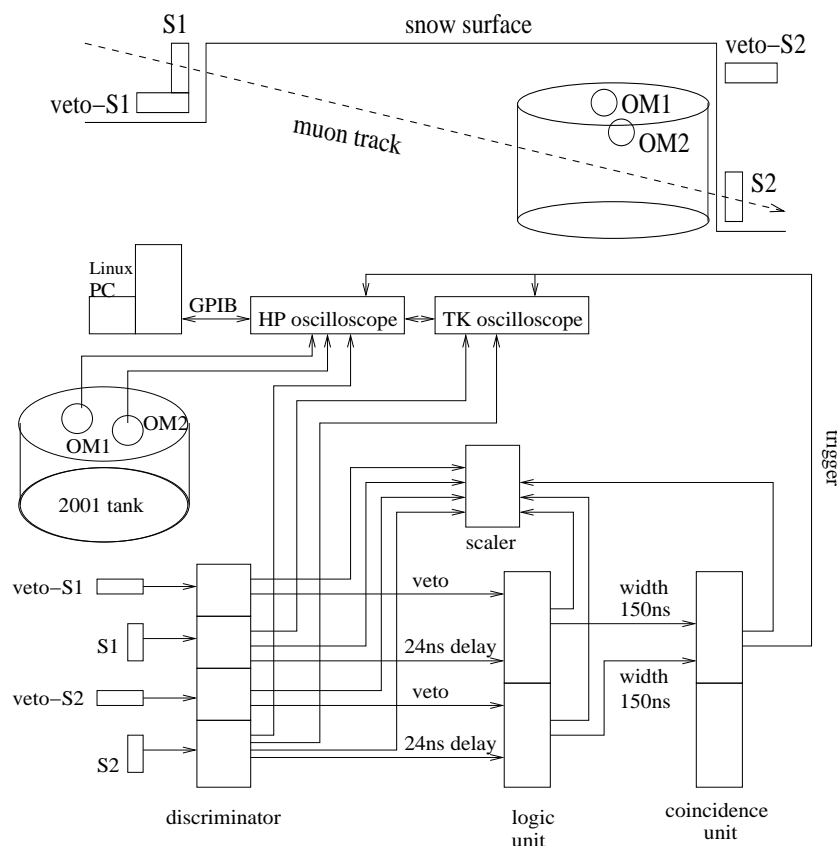 S1
snow surface
veto-S2
veto-S1
OM1
muon track
OM2
S2
Linux
PC
GPIB
HP oscilloscope
TK oscilloscope
OM1
OM2
2001 tank
trigger
scaler
veto-S1
veto
width
150ns
S1
24ns delay
veto-S2
veto
width
150ns
S2
24ns delay
discriminator
logic
unit
coincidence
unit